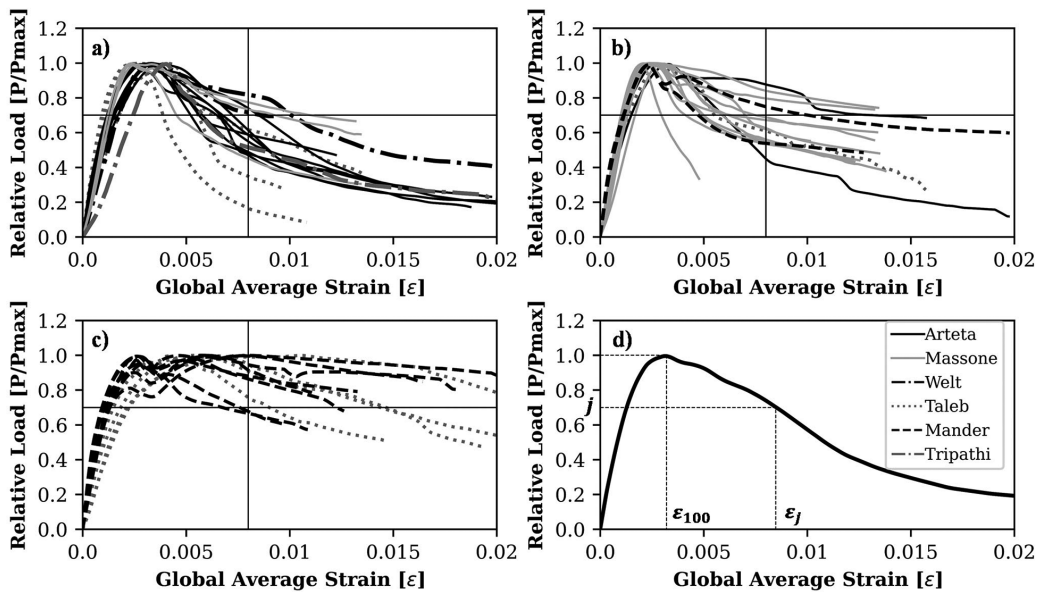 a)
Relative Load [P/Pmax]
1.2
1.0
0.8
0.6
0.4
0.2
0.0
0.0
0.005
0.01
0.015
0.02
Global Average Strain [ε]
b)
Relative Load [P/Pmax]
1.2
1.0
0.8
0.6
0.4
0.2
0.0
0.0
0.005
0.01
0.015
0.02
Global Average Strain [ε]
c)
Relative Load [P/Pmax]
1.2
1.0
0.8
0.6
0.4
0.2
0.0
0.0
0.005
0.01
0.015
0.02
Global Average Strain [ε]
d)
Relative Load [P/Pmax]
1.2
1.0
0.8
j
0.6
0.4
0.2
0.0
ε100
εj
Arteta
Massone
Welt
Taleb
Mander
Tripathi
0.0
0.005
0.01
0.015
0.02
Global Average Strain [ε]